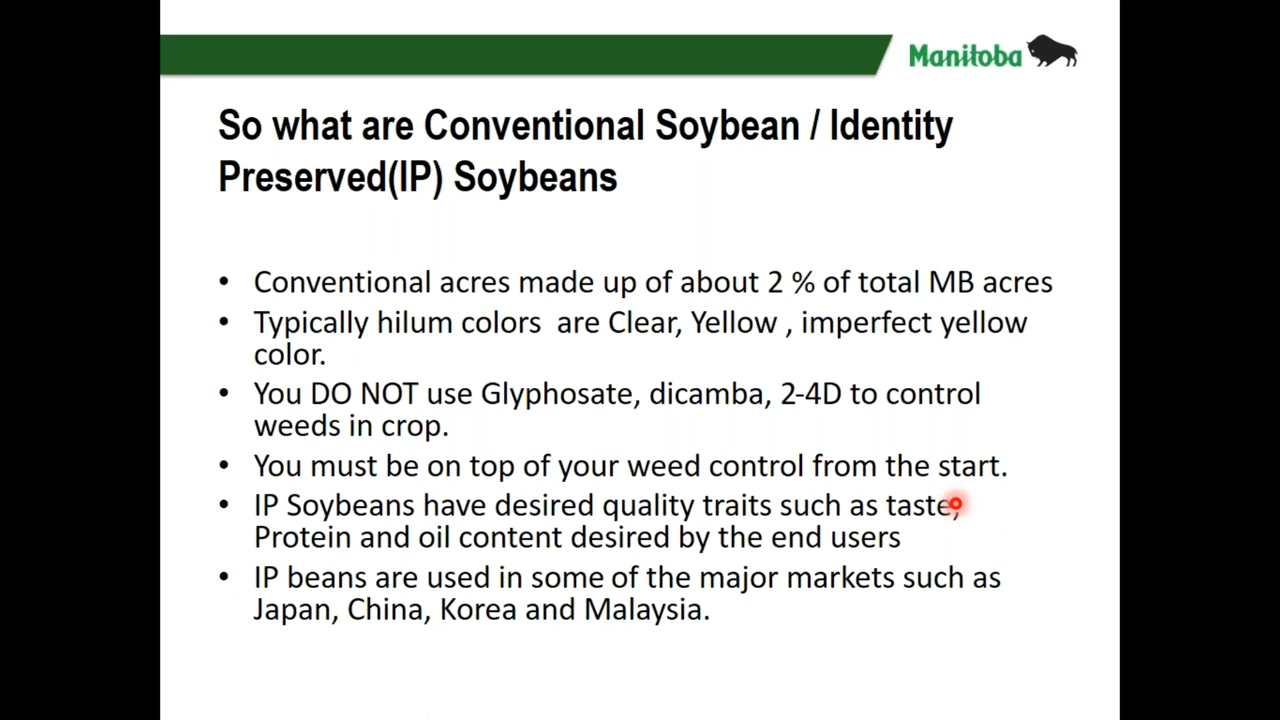 Manitoba
So what are Conventional Soybean / Identity
Preserved(IP) Soybeans
• Conventional acres made up of about 2 % of total MB acres
• Typically hilum colors  are Clear, Yellow , imperfect yellow
color.
• You DO NOT use Glyphosate, dicamba, 2-4D to control
weeds in crop.
• You must be on top of your weed control from the start.
• IP Soybeans have desired quality traits such as taste,
Protein and oil content desired by the end users
• IP beans are used in some of the major markets such as
Japan, China, Korea and Malaysia.